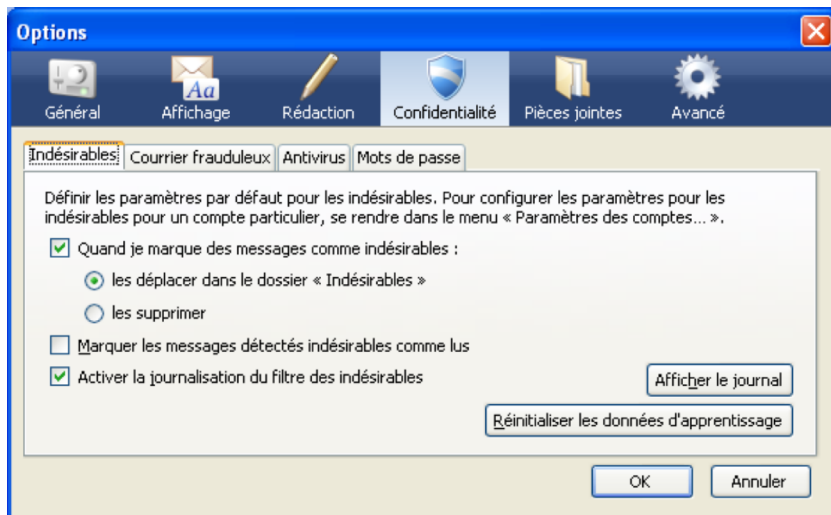 Options
Aa
Général Affichage Rédaction Confidentialité Pièces jointes Avancé
Indésirables Courrier frauduleux Antivirus Mots de passe
Définir les paramètres par défaut pour les indésirables. Pour configurer les paramètres pour les
indésirables pour un compte particulier, se rendre dans le menu « Paramètres des comptes... ».
Quand je marque des messages comme indésirables :
les déplacer dans le dossier « Indésirables »
les supprimer
Marquer les messages détectés indésirables comme lus
Activer la journalisation du filtre des indésirables
Afficher le journal
Réinitialiser les données d'apprentissage
OK Annuler